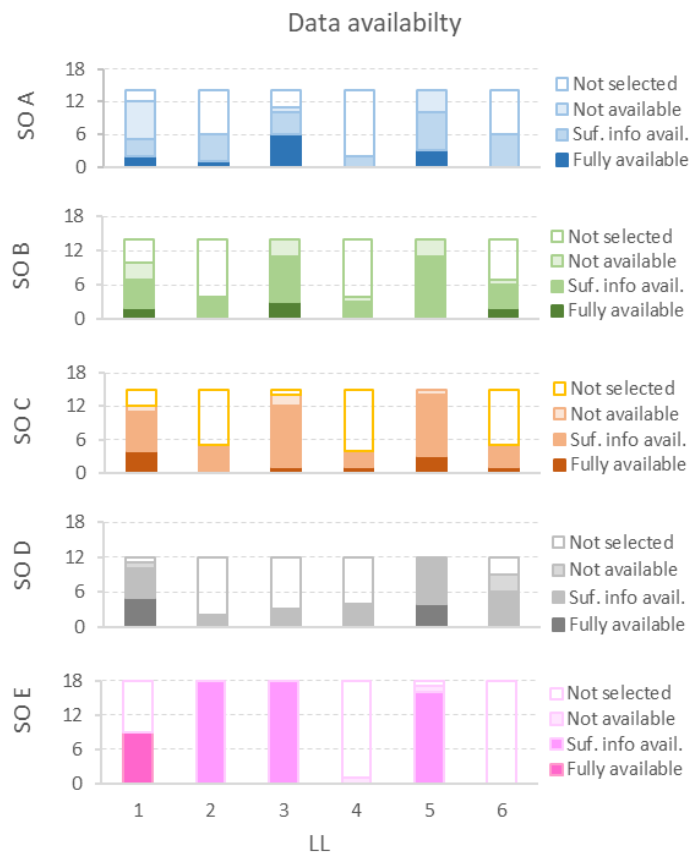 Data availabilty
SO A
18
12
6
0
Not selected
Not available
Suf. info avail.
Fully available
SO B
18
12
6
0
Not selected
Not available
Suf. info avail.
Fully available
SO C
18
12
6
0
Not selected
Not available
Suf. info avail.
Fully available
SO D
18
12
6
0
Not selected
Not available
Suf. info avail.
Fully available
SO E
18
12
6
0
Not selected
Not available
Suf. info avail.
Fully available
1 2 3 4 5 6
LL